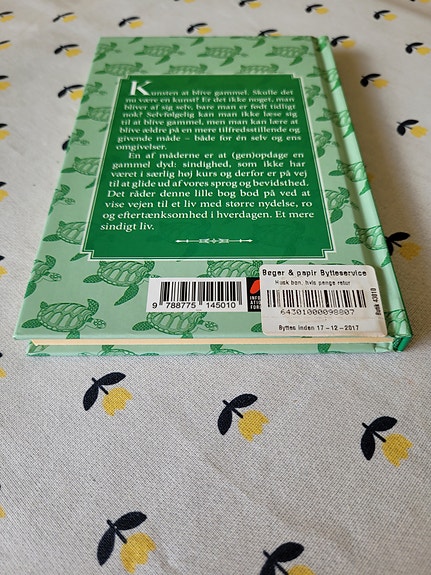 Kunsten at blive gammel. Skulle det
nu være en kunst? Er det ikke noget, man
bliver af sig selv, bare man er født tidligt
nok? Selvfølgelig kan man ikke læse sig
til at blive gammel, men man kan lære at
blive ældre på en mere tilfredsstillende og
givende måde – både for én selv og ens
omgivelser.
En af måderne er at (gen)opdage en
gammel dyd: sindighed, som ikke har
været i særlig høj kurs og derfor er på vej
til at glide ud af vores sprog og bevidsthed.
Det råder denne lille bog bod på ved at
vise vejen til et liv med større nydelse, ro
og eftertænksomhed i hverdagen. Et mere
sindigt liv.
9 788775 145010
INFO
ATION
FORL
Bøger & papir Bytteservice
Husk bon, hvis penge retur
64301000098807
Byttes inden 17-12-2017
Butik 43010